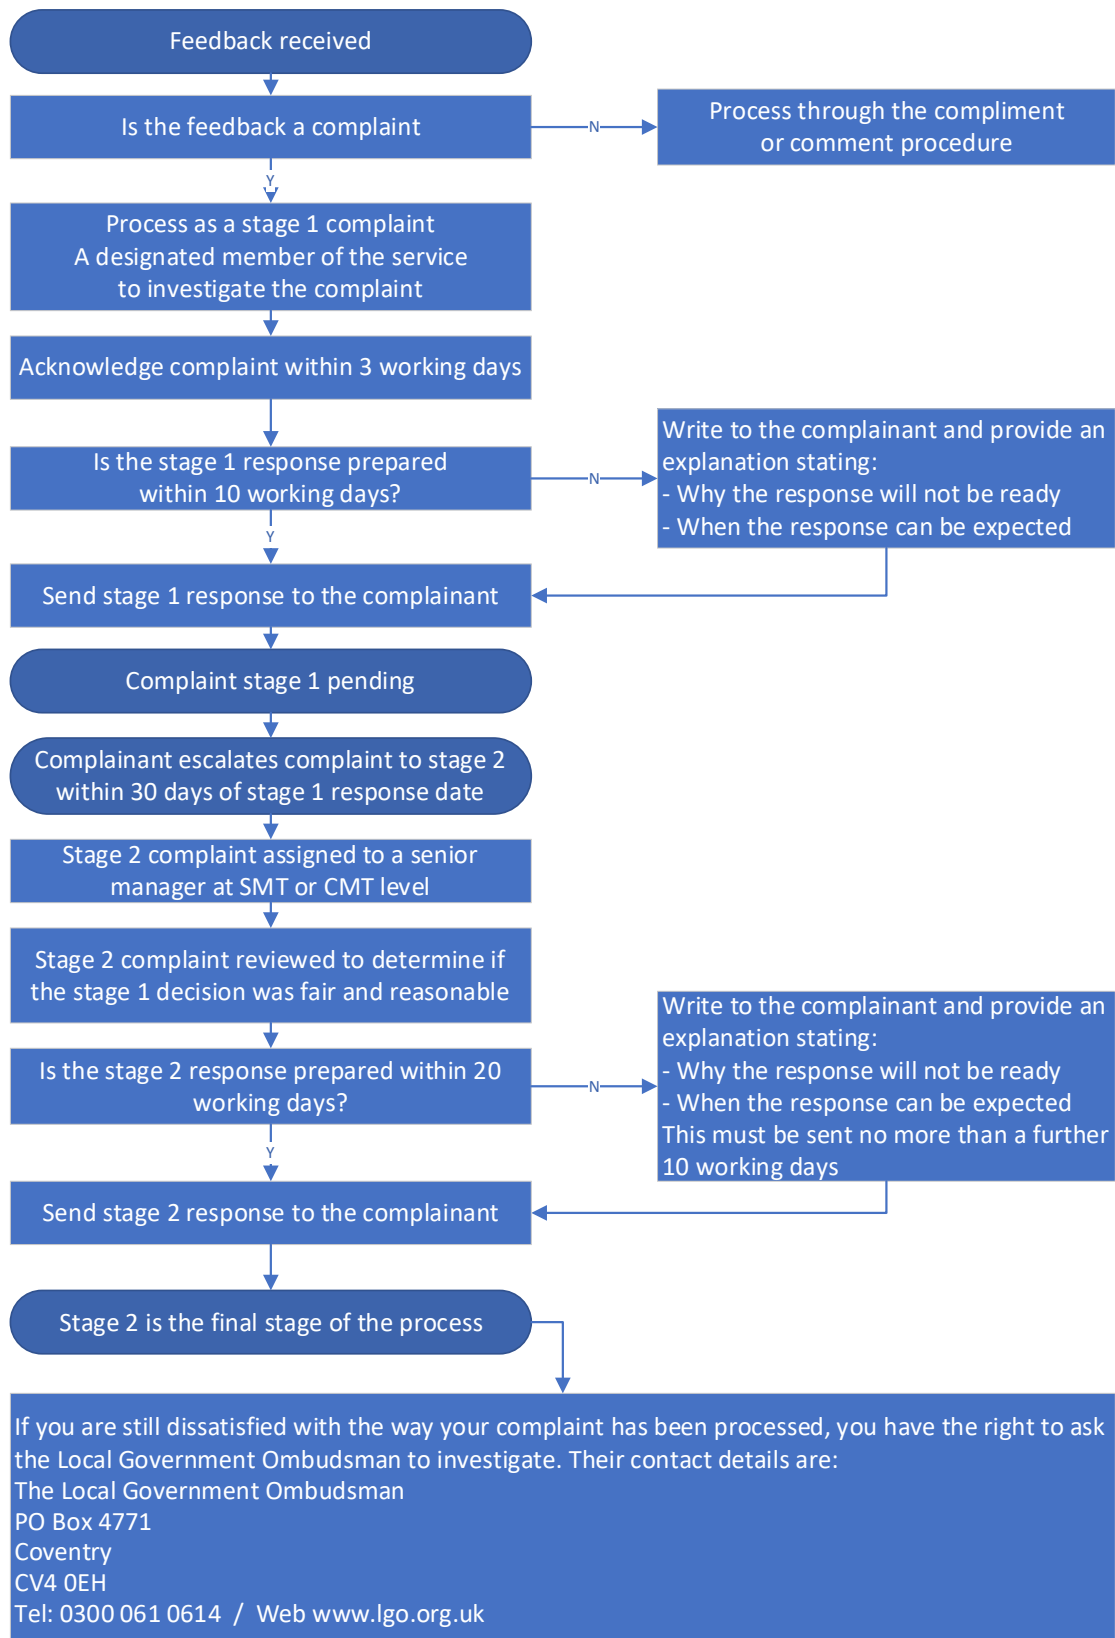 Feedback received
Is the feedback a complaint
N
Process through the compliment
or comment procedure
Y
Process as a stage 1 complaint
A designated member of the service
to investigate the complaint
Acknowledge complaint within 3 working days
Is the stage 1 response prepared
within 10 working days?
N
Write to the complainant and provide an
explanation stating:
- Why the response will not be ready
- When the response can be expected
Y
Send stage 1 response to the complainant
Complaint stage 1 pending
Complainant escalates complaint to stage 2
within 30 days of stage 1 response date
Stage 2 complaint assigned to a senior
manager at SMT or CMT level
Stage 2 complaint reviewed to determine if
the stage 1 decision was fair and reasonable
Is the stage 2 response prepared within 20
working days?
N
Write to the complainant and provide an
explanation stating:
- Why the response will not be ready
- When the response can be expected
This must be sent no more than a further
10 working days
Y
Send stage 2 response to the complainant
Stage 2 is the final stage of the process
If you are still dissatisfied with the way your complaint has been processed, you have the right to ask
the Local Government Ombudsman to investigate. Their contact details are:
The Local Government Ombudsman
PO Box 4771
Coventry
CV4 0EH
Tel: 0300 061 0614 / Web www.lgo.org.uk